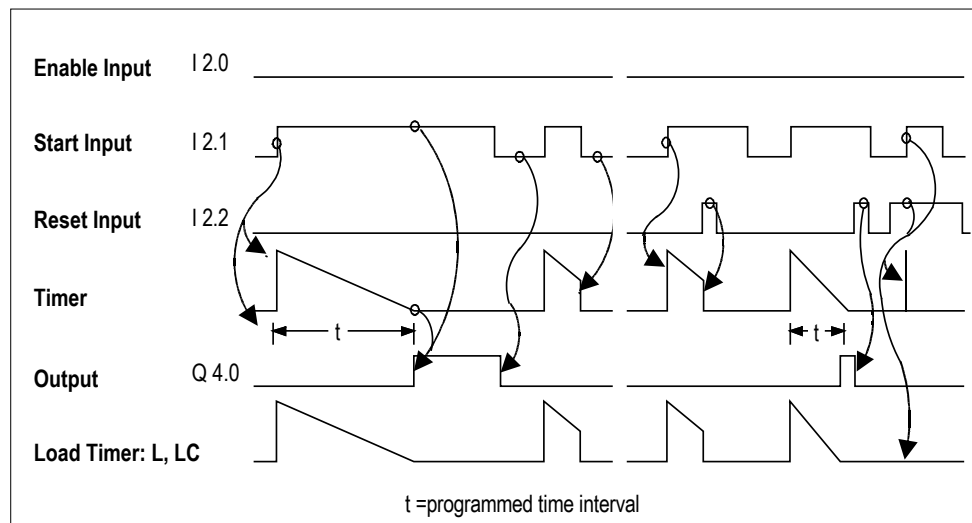 Enable Input I 2.0
Start Input I 2.1
Reset Input I 2.2
Timer
t t
Output Q 4.0
Load Timer: L, LC
t =programmed time interval